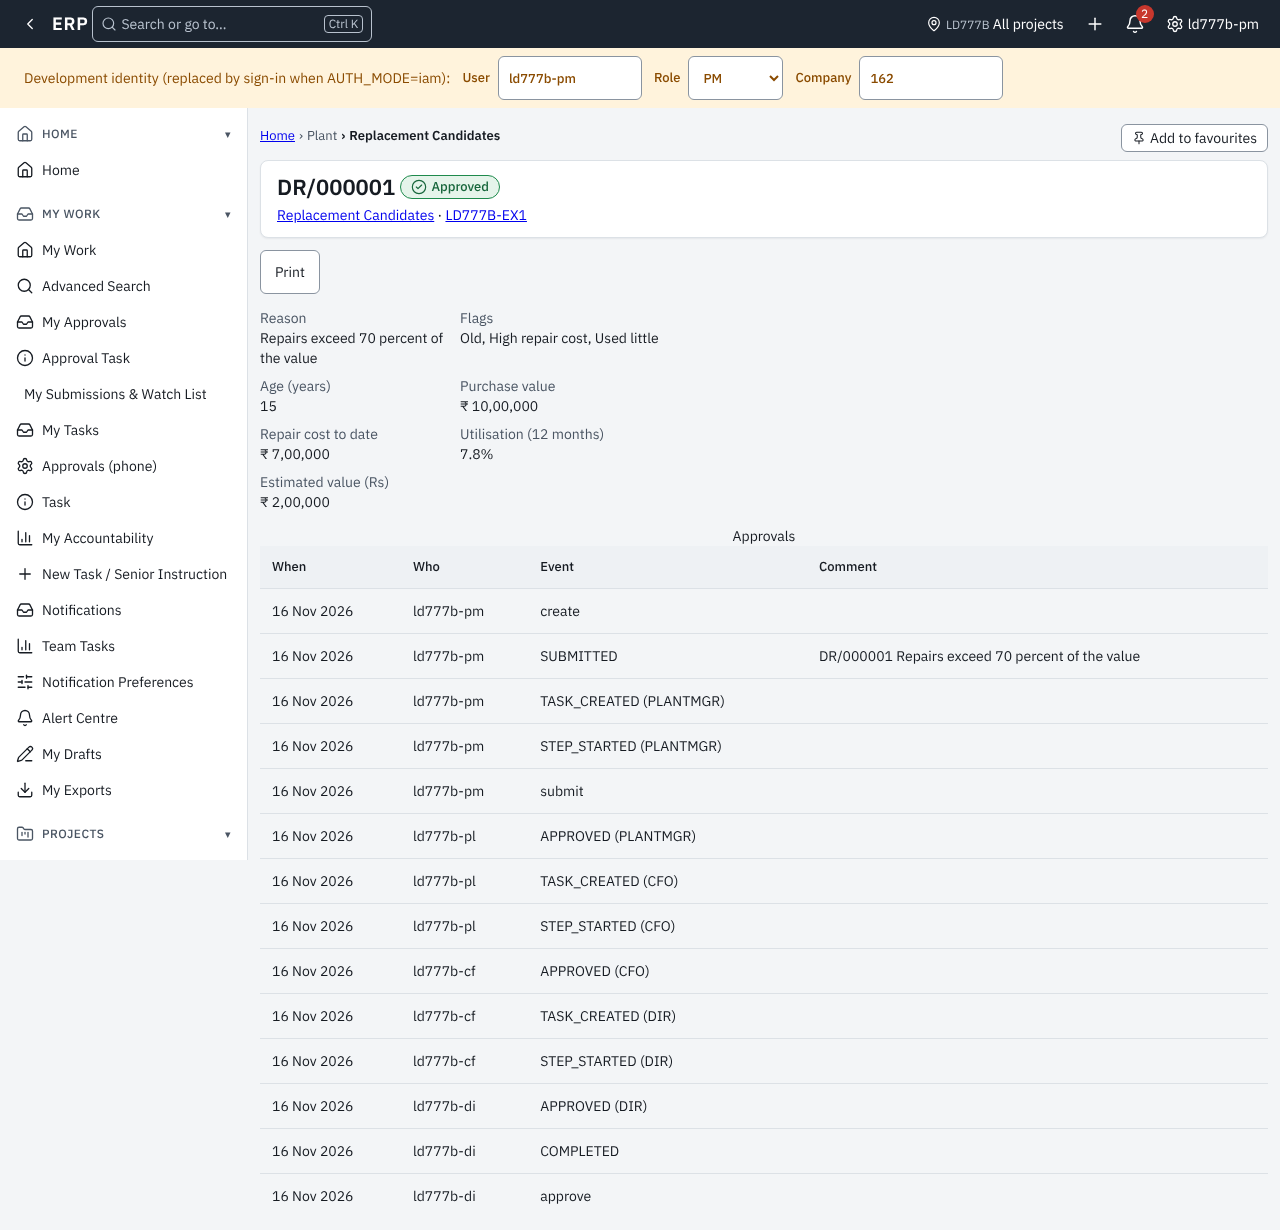 ERP
Search or go to...
Ctrl K
LD777B All projects
2
ld777b-pm
Development identity (replaced by sign-in when AUTH_MODE=iam):
User
ld777b-pm
Role
PM
Company
162
HOME
Home
MY WORK
My Work
Advanced Search
My Approvals
Approval Task
My Submissions & Watch List
My Tasks
Approvals (phone)
Task
My Accountability
New Task / Senior Instruction
Notifications
Team Tasks
Notification Preferences
Alert Centre
My Drafts
My Exports
PROJECTS
Home › Plant › Replacement Candidates
Add to favourites
DR/000001 Approved
Replacement Candidates · LD777B-EX1
Print
Reason
Repairs exceed 70 percent of
the value
Flags
Old, High repair cost, Used little
Age (years)
15
Purchase value
₹ 10,00,000
Repair cost to date
₹ 7,00,000
Utilisation (12 months)
7.8%
Estimated value (Rs)
₹ 2,00,000
Approvals
When Who Event Comment
16 Nov 2026 ld777b-pm create
16 Nov 2026 ld777b-pm SUBMITTED DR/000001 Repairs exceed 70 percent of the value
16 Nov 2026 ld777b-pm TASK_CREATED (PLANTMGR)
16 Nov 2026 ld777b-pm STEP_STARTED (PLANTMGR)
16 Nov 2026 ld777b-pm submit
16 Nov 2026 ld777b-pl APPROVED (PLANTMGR)
16 Nov 2026 ld777b-pl TASK_CREATED (CFO)
16 Nov 2026 ld777b-pl STEP_STARTED (CFO)
16 Nov 2026 ld777b-cf APPROVED (CFO)
16 Nov 2026 ld777b-cf TASK_CREATED (DIR)
16 Nov 2026 ld777b-cf STEP_STARTED (DIR)
16 Nov 2026 ld777b-di APPROVED (DIR)
16 Nov 2026 ld777b-di COMPLETED
16 Nov 2026 ld777b-di approve